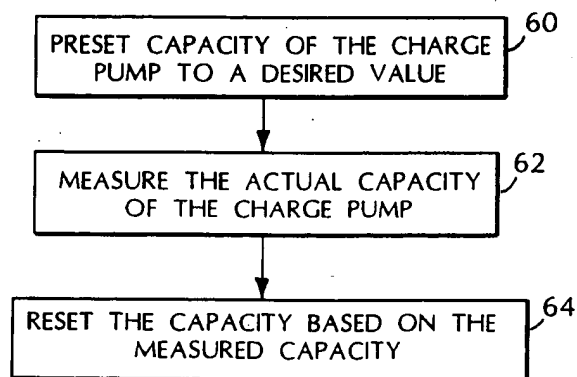 60
PRESET CAPACITY OF THE CHARGE
PUMP TO A DESIRED VALUE
62
MEASURE THE ACTUAL CAPACITY
OF THE CHARGE PUMP
64
RESET THE CAPACITY BASED ON THE
MEASURED CAPACITY